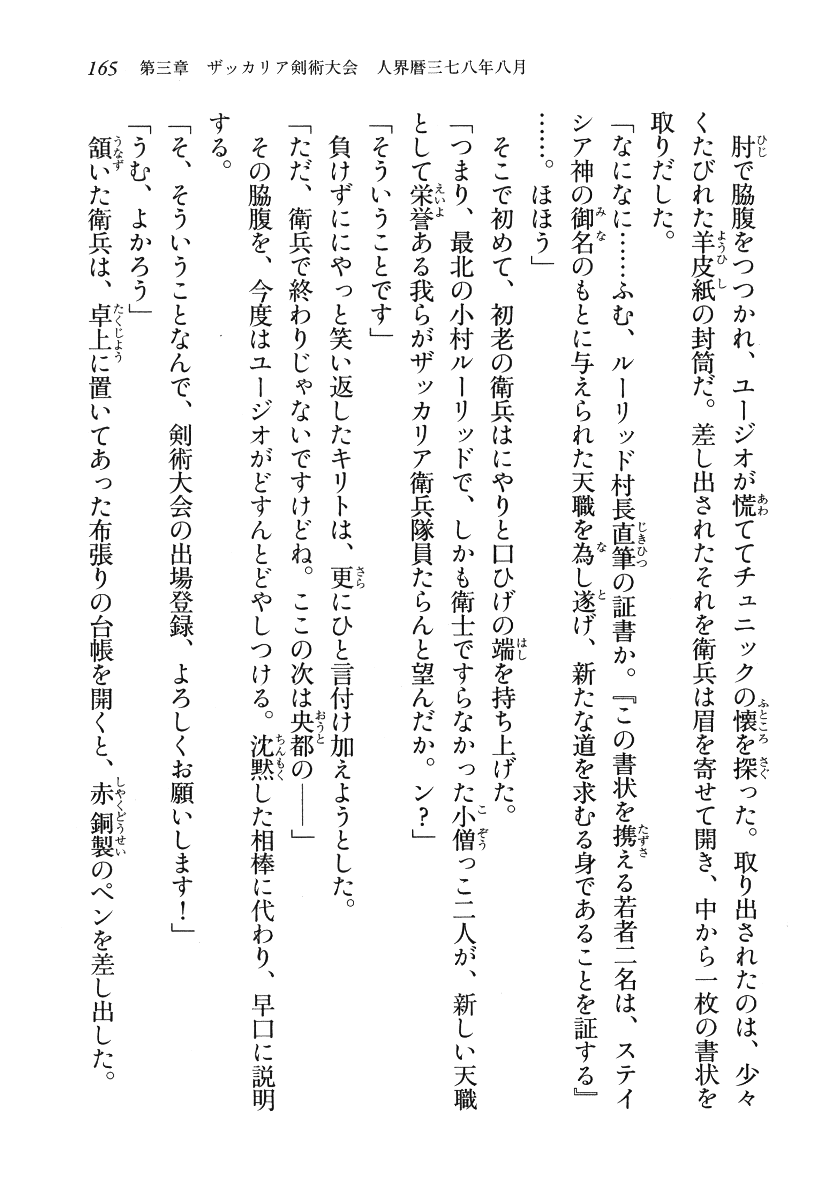 165 第三章 ザッカリア剣術大会 人界暦三七八年八月
肘で脇腹をつつかれ、ユージオが慌ててチュニックの懐を探った。取り出されたのは、少々
くたびれた羊皮紙の封筒だ。差し出されたそれを衛兵は眉を寄せて開き、中から一枚の書状を
取りだした。
「なになに……ふむ、ルーリッド村長直筆の証書か。『この書状を携える若者二名は、ステイ
シア神の御名のもとに与えられた天職を為し遂げ、新たな道を求むる身であることを証する』
……。ほほう」
そこで初めて、初老の衛兵はにやりと口ひげの端を持ち上げた。
「つまり、最北の小村ルーリッドで、しかも衛士ですらなかった小僧っこ二人が、新しい天職
として栄誉ある我らがザッカリア衛兵隊員たらんと望んだか。ン？」
「そういうことです」
負けずににやっと笑い返したキリトは、更にひと言付け加えようとした。
「ただ、衛兵で終わりじゃないですけどね。ここの次は央都の――」
その脇腹を、今度はユージオがどすんとどやしつける。沈黙した相棒に代わり、早口に説明
する。
「そ、そういうことなんで、剣術大会の出場登録、よろしくお願いします！」
「うむ、よかろう」
頷いた衛兵は、卓上に置いてあった布張りの台帳を開くと、赤銅製のペンを差し出した。